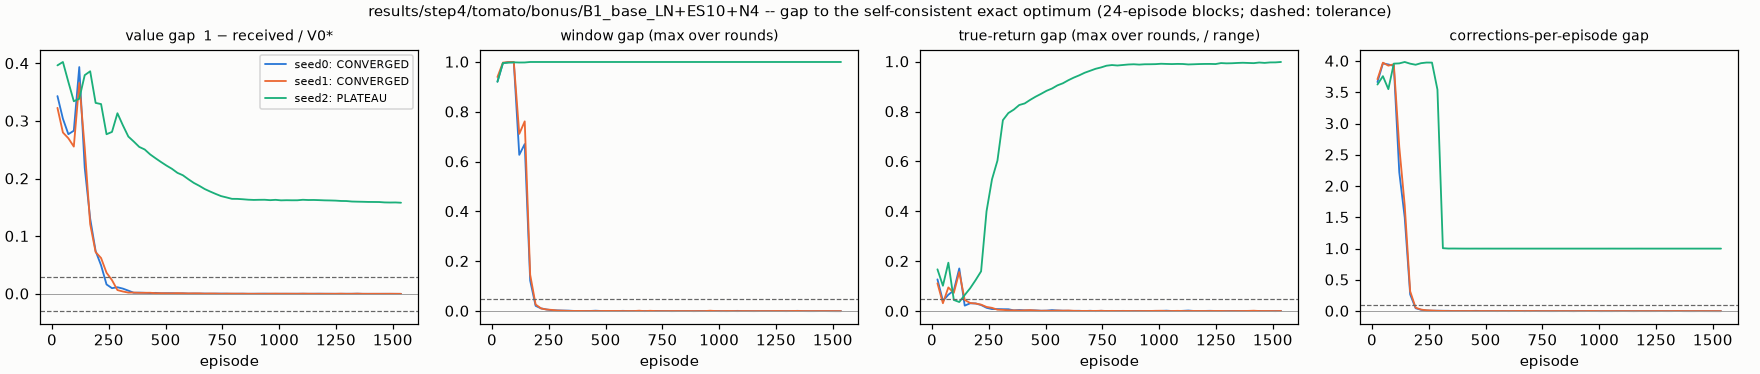 results/step4/tomato/bonus/B1_base_LN+ES10+N4 -- gap to the self-consistent exact optimum (24-episode blocks; dashed: tolerance)
value gap  1 − received / V0*
0.4
0.3
0.2
0.1
0.0
seed0: CONVERGED
seed1: CONVERGED
seed2: PLATEAU
0 250 500 750 1000 1250 1500
episode
window gap (max over rounds)
1.0
0.8
0.6
0.4
0.2
0.0
0 250 500 750 1000 1250 1500
episode
true-return gap (max over rounds, / range)
1.0
0.8
0.6
0.4
0.2
0.0
0 250 500 750 1000 1250 1500
episode
corrections-per-episode gap
4.0
3.5
3.0
2.5
2.0
1.5
1.0
0.5
0.0
0 250 500 750 1000 1250 1500
episode